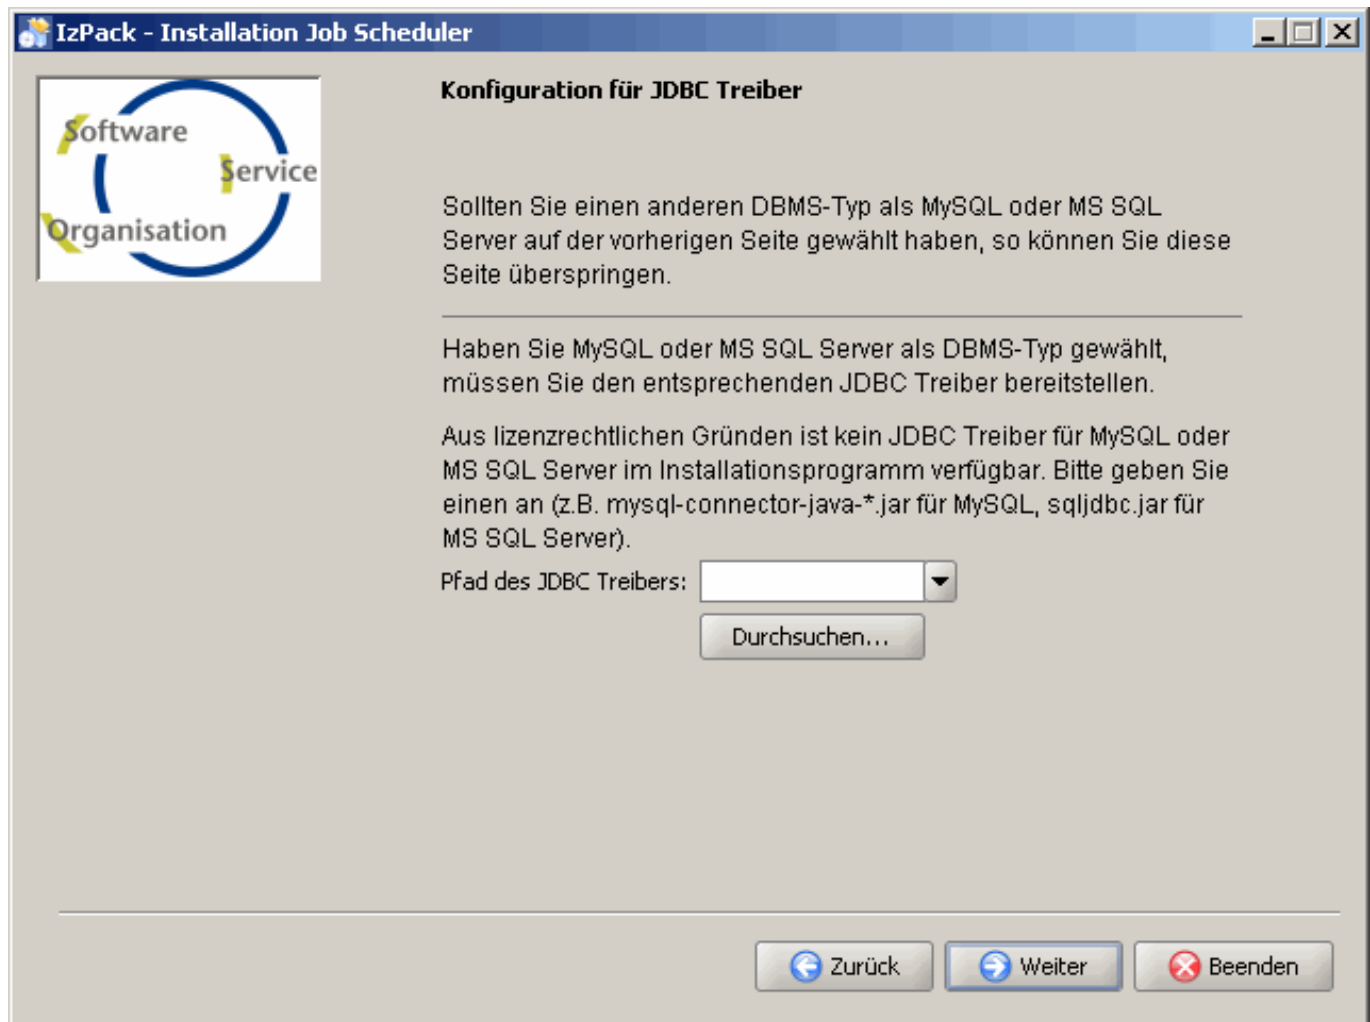 IzPack - Installation Job Scheduler
Software
Service
Organisation
Konfiguration für JDBC Treiber
Sollten Sie einen anderen DBMS-Typ als MySQL oder MS SQL
Server auf der vorherigen Seite gewählt haben, so können Sie diese
Seite überspringen.
Haben Sie MySQL oder MS SQL Server als DBMS-Typ gewählt,
müssen Sie den entsprechenden JDBC Treiber bereitstellen.
Aus lizenzrechtlichen Gründen ist kein JDBC Treiber für MySQL oder
MS SQL Server im Installationsprogramm verfügbar. Bitte geben Sie
einen an (z.B. mysql-connector-java-*.jar für MySQL, sqljdbc.jar für
MS SQL Server).
Pfad des JDBC Treibers:
Durchsuchen...
Zurück
Weiter
Beenden